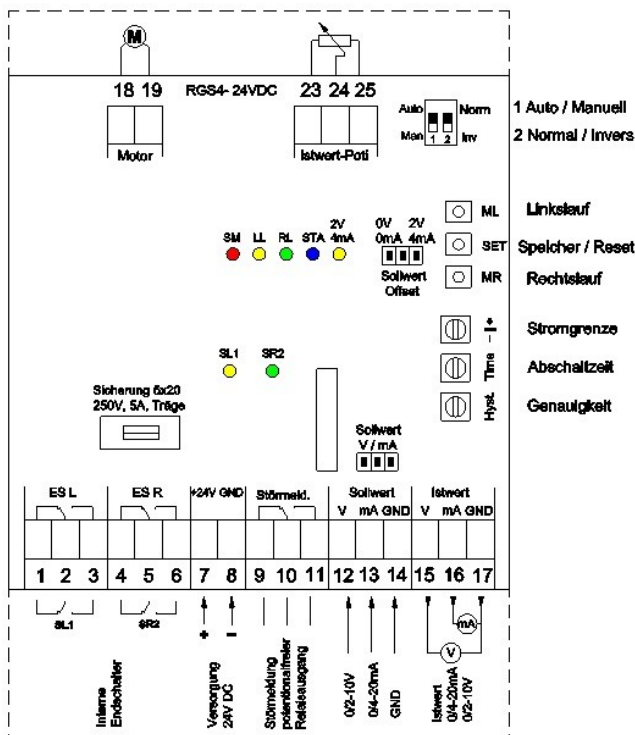 M
18 19 RGS4- 24VDC 23 24 25
Motor
Istwert-Poti
Auto Norm
Man 1 2 Inv
1 Auto / Manuell
2 Normal / Invers
ML Linkslauf
SET Speicher / Reset
MR Rechtslauf
SM LL RL STA 2V 4mA
0V 2V
0mA 4mA
Sollwert
Offset
- + Stromgrenze
Time Abschaltzeit
Hyst. Genauigkeit
SL1 SR2
Sicherung 5x20
250V, 5A, Träge
Sollwert
V / mA
ES L ES R +24V GND Störmeld. Sollwert Istwert
V mA GND V mA GND
1 2 3 4 5 6 7 8 9 10 11 12 13 14 15 16 17
SL1 SR2
+ -
mA
V
Interne
Endschalter
Versorgung
24V DC
Störmeldung
potentionalfreier
Relaisausgang
0/2-10V
0/4-20mA
GND
Istwert
0/4-20mA
0/2-10V